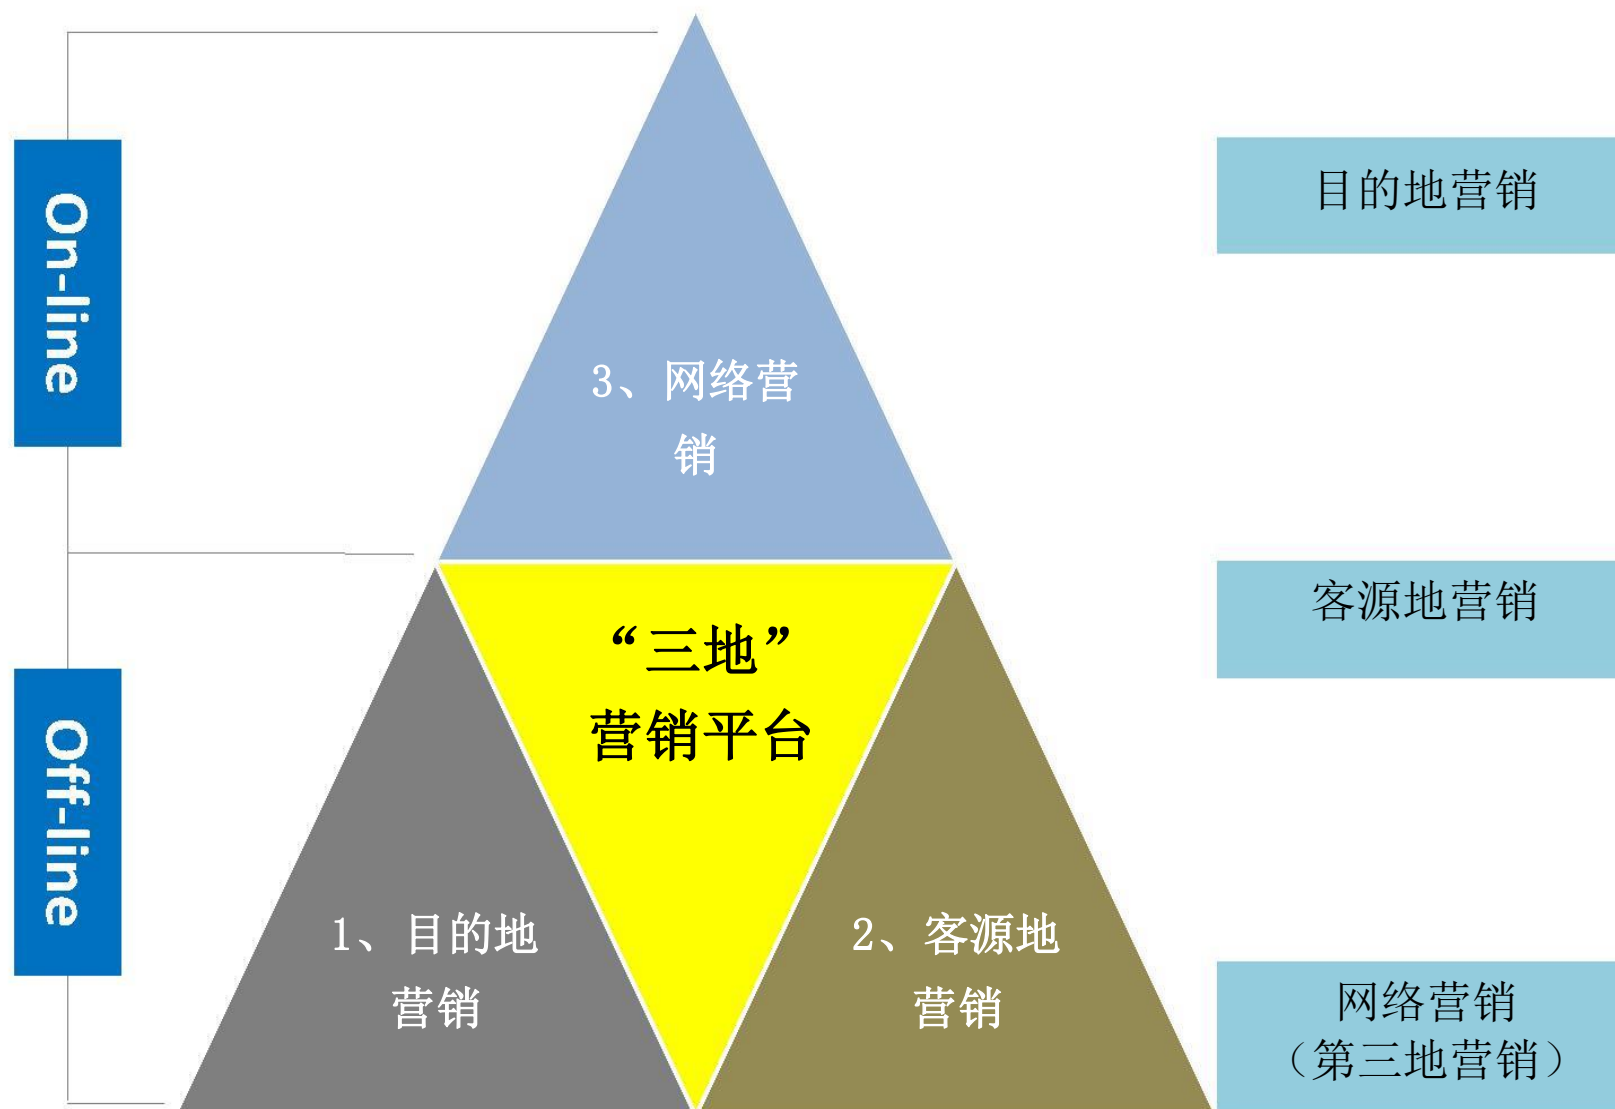 On-line
目的地营销
3、网络营
销
客源地营销
“三地”
营销平台
Off-line
1、目的地
营销
2、客源地
营销
网络营销
（第三地营销）